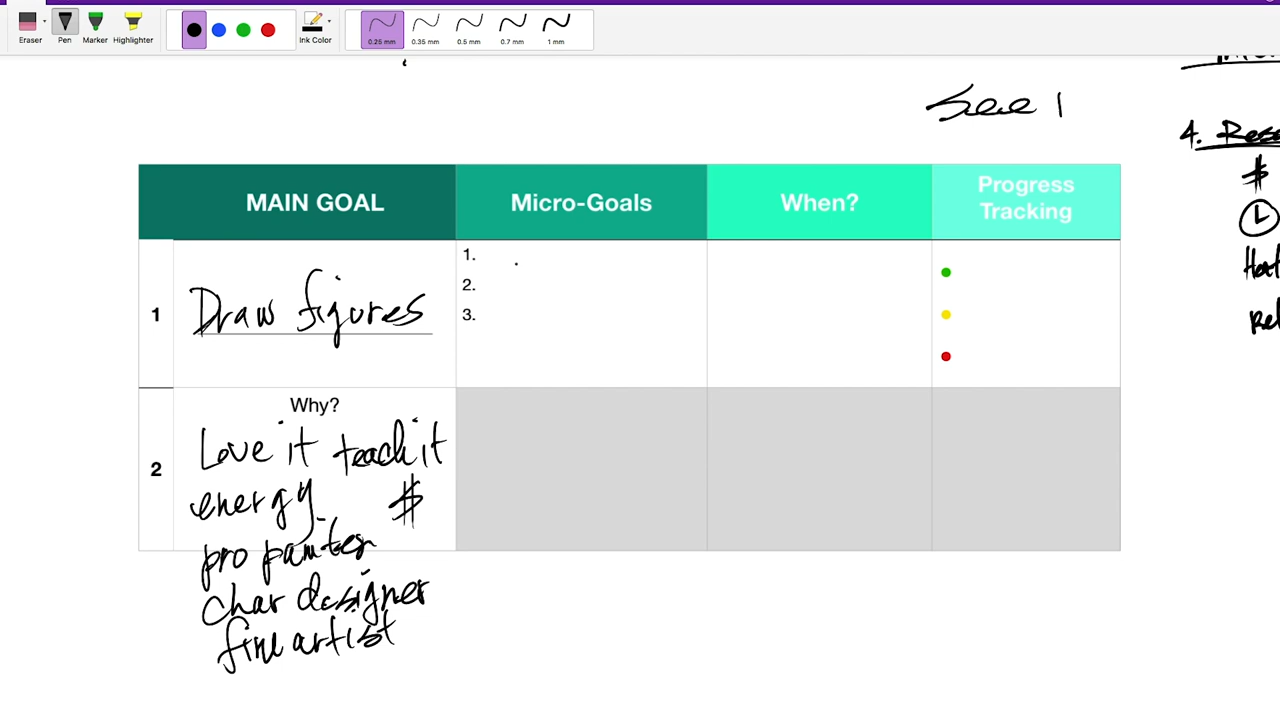 Eraser Pen Marker Highlighter Ink Color 0.25 mm 0.35 mm 0.5 mm 0.7 mm 1 mm
4.
$
MAIN GOAL Micro-Goals When? Progress Tracking
1 Draw figures
1.
2.
3.
2 Why?
Love it teach it
energy $
pro painter
char designer
fine artist